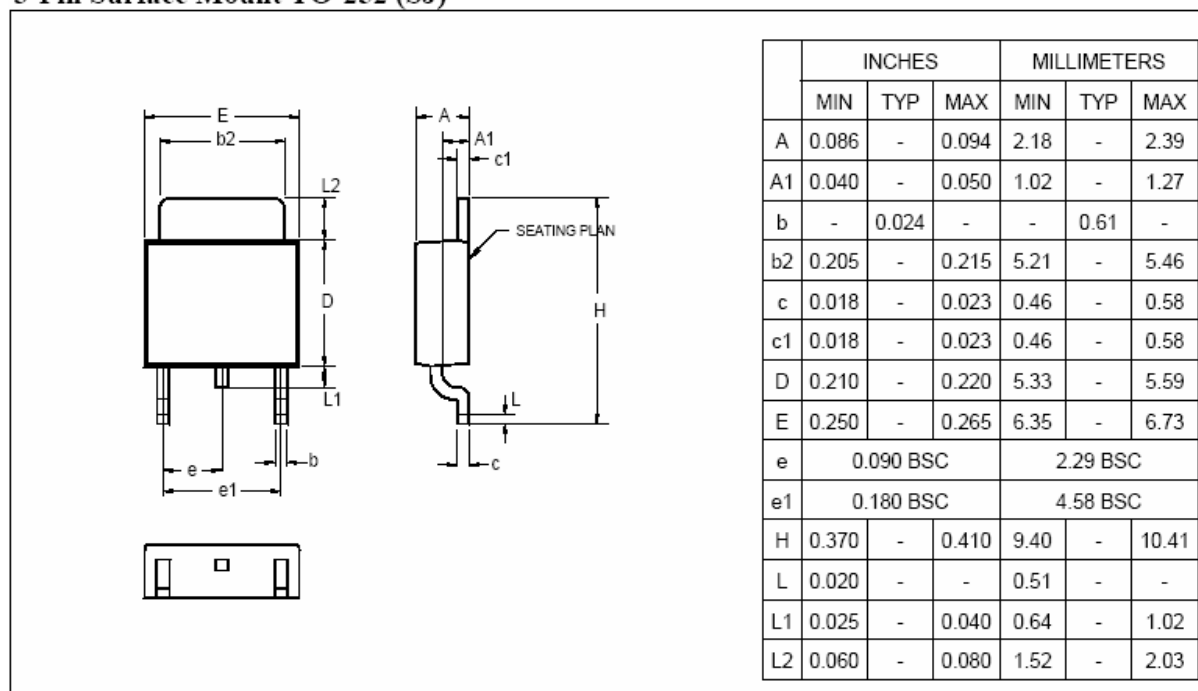 E
b2
L2
D
L1
e
b
e1
A
A1
c1
SEATING PLAN
H
L
c
INCHES MILLIMETERS
MIN TYP MAX MIN TYP MAX
A 0.086 - 0.094 2.18 - 2.39
A1 0.040 - 0.050 1.02 - 1.27
b - 0.024 - - 0.61 -
b2 0.205 - 0.215 5.21 - 5.46
c 0.018 - 0.023 0.46 - 0.58
c1 0.018 - 0.023 0.46 - 0.58
D 0.210 - 0.220 5.33 - 5.59
E 0.250 - 0.265 6.35 - 6.73
e 0.090 BSC 2.29 BSC
e1 0.180 BSC 4.58 BSC
H 0.370 - 0.410 9.40 - 10.41
L 0.020 - - 0.51 - -
L1 0.025 - 0.040 0.64 - 1.02
L2 0.060 - 0.080 1.52 - 2.03